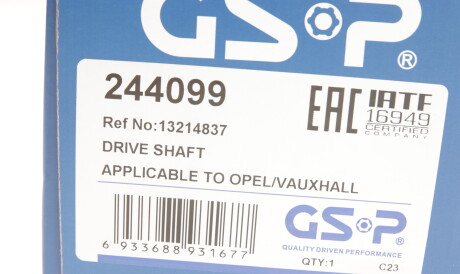 GSP®
244099
EAC IATF
16949
CERTIFIED
COMPANY
Ref No:13214837
DRIVE SHAFT
APPLICABLE TO OPEL/VAUXHALL
GSP
QUALITY DRIVEN PERFORMANCE
6 933688 931677
QTY:1 C23